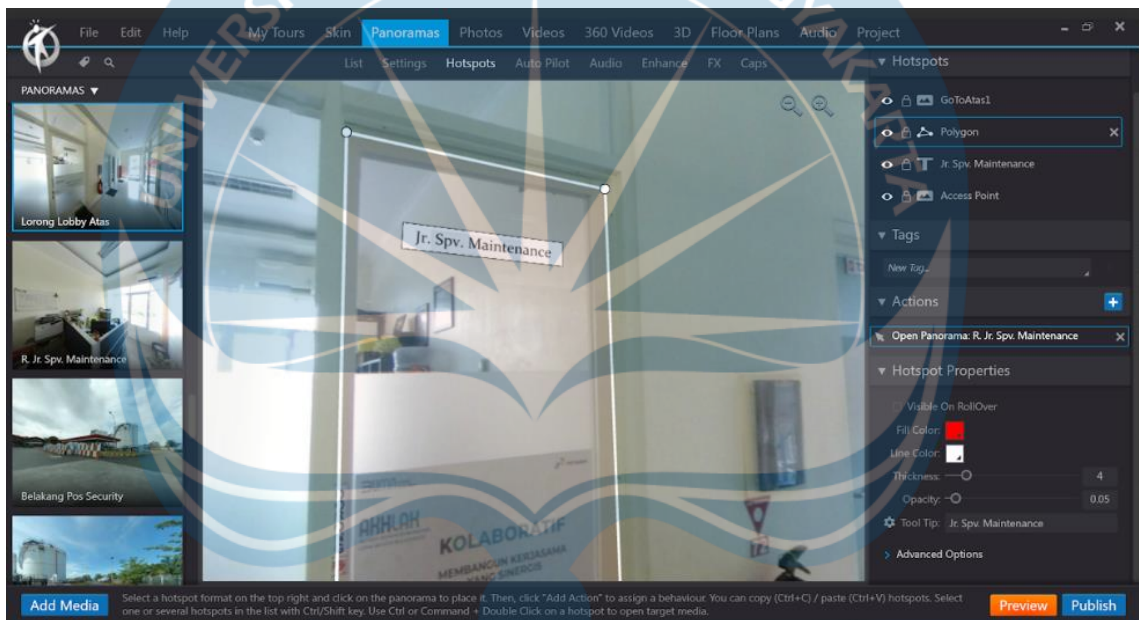 File Edit Help My Tours Skin Panoramas Photos Videos 360 Videos 3D Floor Plans Audio Project
List Settings Hotspots Auto Pilot Audio Enhance FX Caps
PANORAMAS
Lorong Lobby Atas
R. Jr. Spv. Maintenance
Belakang Pos Security
Jr. Spv. Maintenance
AKHLAK
KOLABORATIF
MEMBANGUN KERJASAMA
YANG SINERGIS
Hotspots
GoToAtas1
Polygon
Jr. Spv. Maintenance
Access Point
Tags
New Tag...
Actions
Open Panorama: R. Jr. Spv. Maintenance
Hotspot Properties
Visible On RollOver
Fill Color:
Line Color:
Thickness: 4
Opacity: 0.05
Tool Tip: Jr. Spv. Maintenance
Advanced Options
Add Media
Select a hotspot format on the top right and click on the panorama to place it. Then, click "Add Action" to assign a behaviour. You can copy (Ctrl+C) / paste (Ctrl+V) hotspots. Select
one or several hotspots in the list with Ctrl/Shift key. Use Ctrl or Command + Double Click on a hotspot to open target media.
Preview Publish